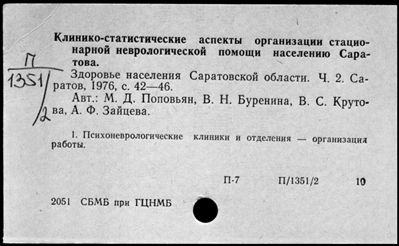 Клинико-статистические аспекты организации стацио-
нарной неврологической помощи населению Сара-
това.
П
1351
/2
Здоровье населения Саратовской области. Ч. 2. Са-
ратов, 1976, с. 42—46.
Авт.: М. Д. Поповьян, В. Н. Буренина, В. С. Круто-
ва, А. Ф. Зайцева.
1. Психоневрологические клиники и отделения — организация
работы.
П-7 П/1351/2 10
2051 СБМБ при ГЦНМБ